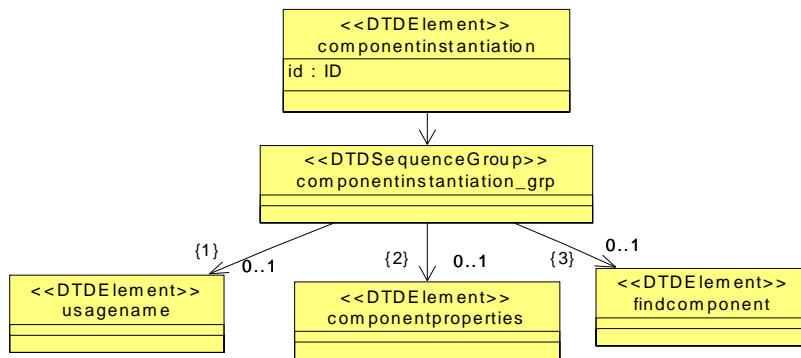 <<DTDElement>>
componentinstantiation
id : ID
<<DTDSequenceGroup>>
componentinstantiation_grp
{1}
0..1
{2}
0..1
{3}
0..1
<<DTDElement>>
usagename
<<DTDElement>>
componentproperties
<<DTDElement>>
findcomponent